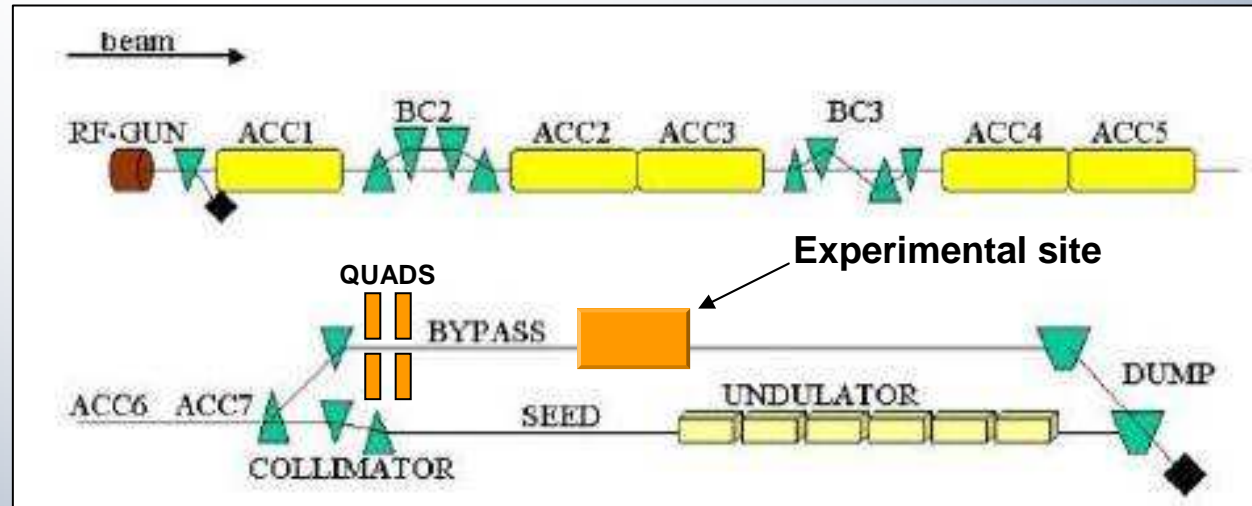 beam
RF-GUN ACC1 BC2 ACC2 ACC3 BC3 ACC4 ACC5
Experimental site
QUADS
BYPASS
DUMP
ACC6 ACC7 SEED UNDULATOR
COLLIMATOR